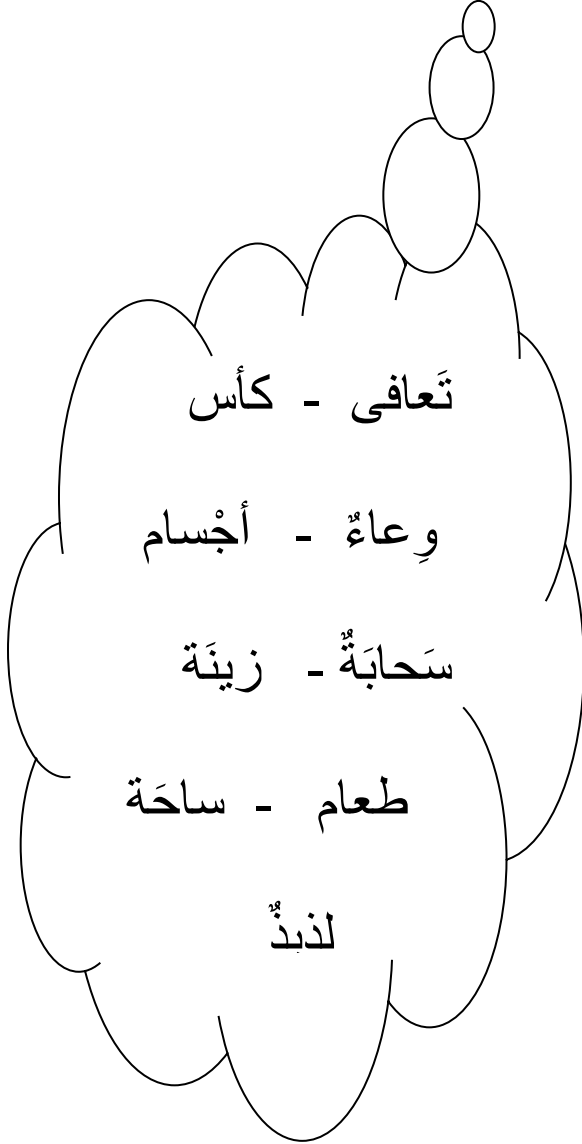 تَعافى - كأس
وِعاءٌ - أجْسام
سَحابَةٌ - زينَة
طعام - ساحَة
لذيذٌ